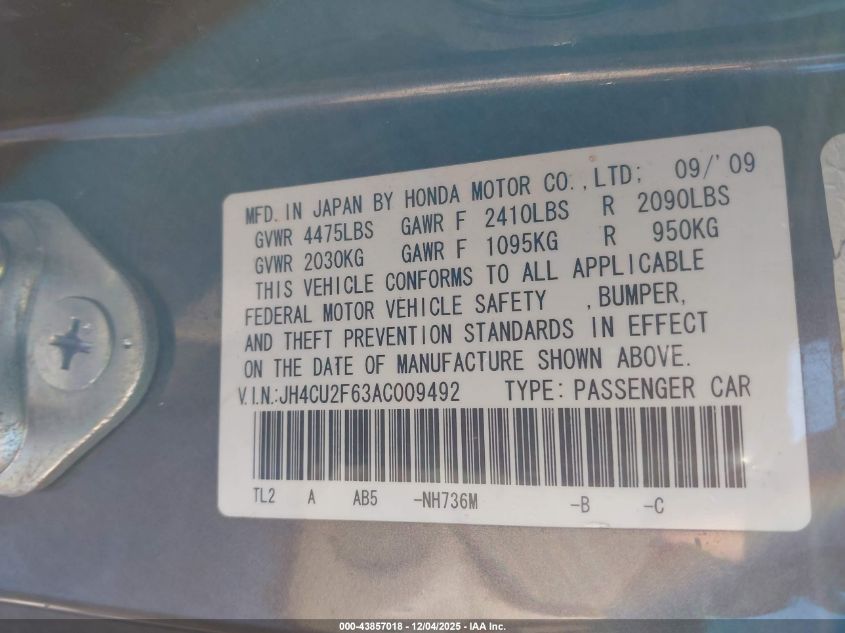 MFD. IN JAPAN BY HONDA MOTOR CO., LTD; 09/'09
GVWR 4475LBS GAWR F 2410LBS R 2090LBS
GVWR 2030KG GAWR F 1095KG R 950KG
THIS VEHICLE CONFORMS TO ALL APPLICABLE
FEDERAL MOTOR VEHICLE SAFETY , BUMPER,
AND THEFT PREVENTION STANDARDS IN EFFECT
ON THE DATE OF MANUFACTURE SHOWN ABOVE.
V.I.N.:JH4CU2F63AC009492 TYPE: PASSENGER CAR
TL2 A AB5 -NH736M -B -C
000-43857018 - 12/04/2025 - IAA Inc.